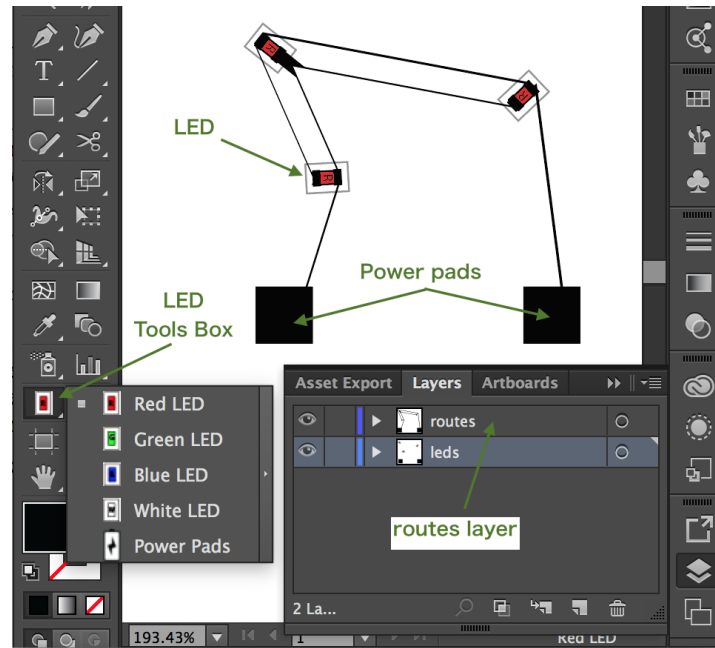 R
R
LED
R
Power pads
LED
Tools Box
Asset Export Layers Artboards
Red LED
routes
Green LED
leds
Blue LED
White LED
routes layer
Power Pads
2 La...
193.43%
1
Red LED